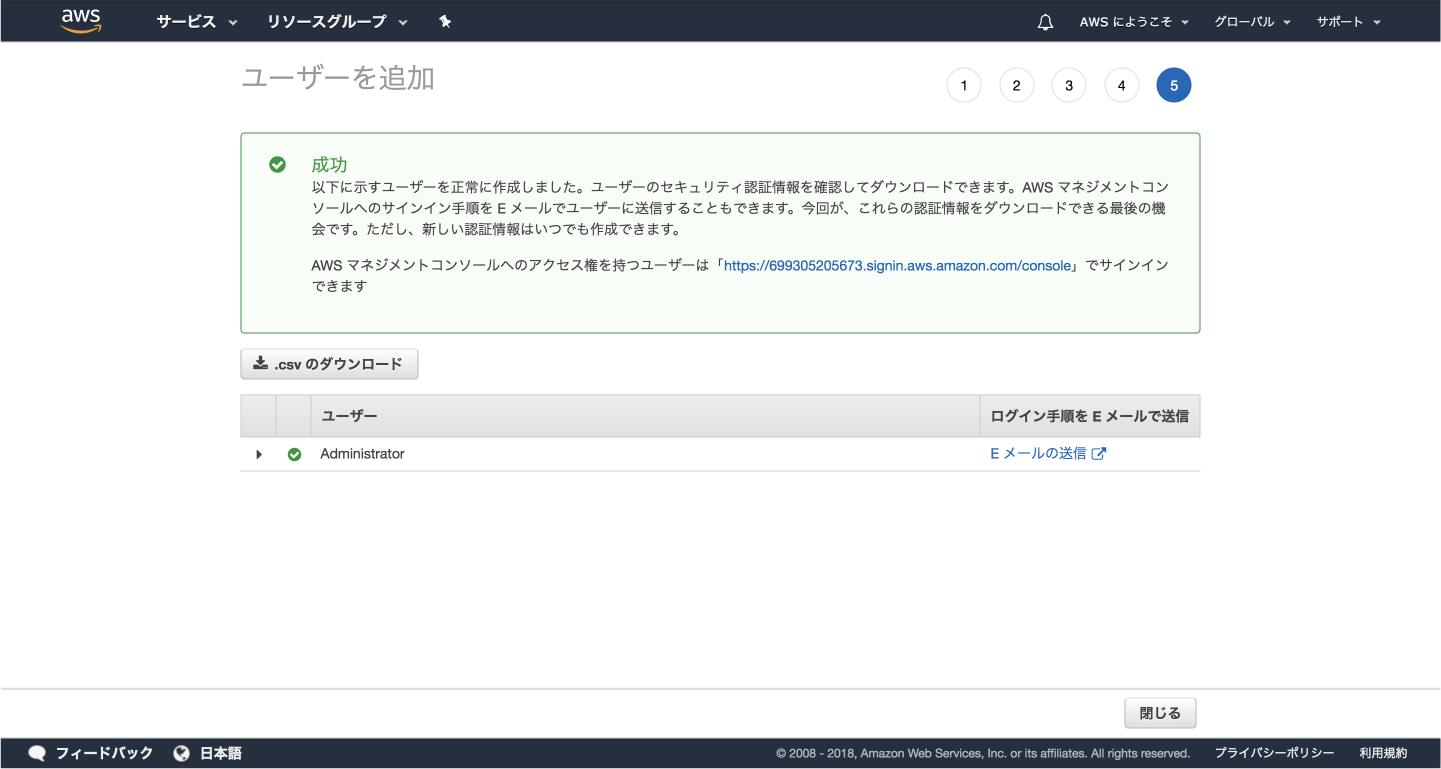 aws サービス リソースグループ AWS にようこそ グローバル サポート
ユーザーを追加 1 2 3 4 5
成功
以下に示すユーザーを正常に作成しました。ユーザーのセキュリティ認証情報を確認してダウンロードできます。AWS マネジメントコン
ソールへのサインイン手順を E メールでユーザーに送信することもできます。今回が、これらの認証情報をダウンロードできる最後の機
会です。ただし、新しい認証情報はいつでも作成できます。
AWS マネジメントコンソールへのアクセス権を持つユーザーは「https://699305205673.signin.aws.amazon.com/console」でサインイン
できます
.csv のダウンロード
ユーザー ログイン手順を E メールで送信
Administrator E メールの送信
閉じる
フィードバック 日本語 © 2008 - 2018, Amazon Web Services, Inc. or its affiliates. All rights reserved. プライバシーポリシー 利用規約